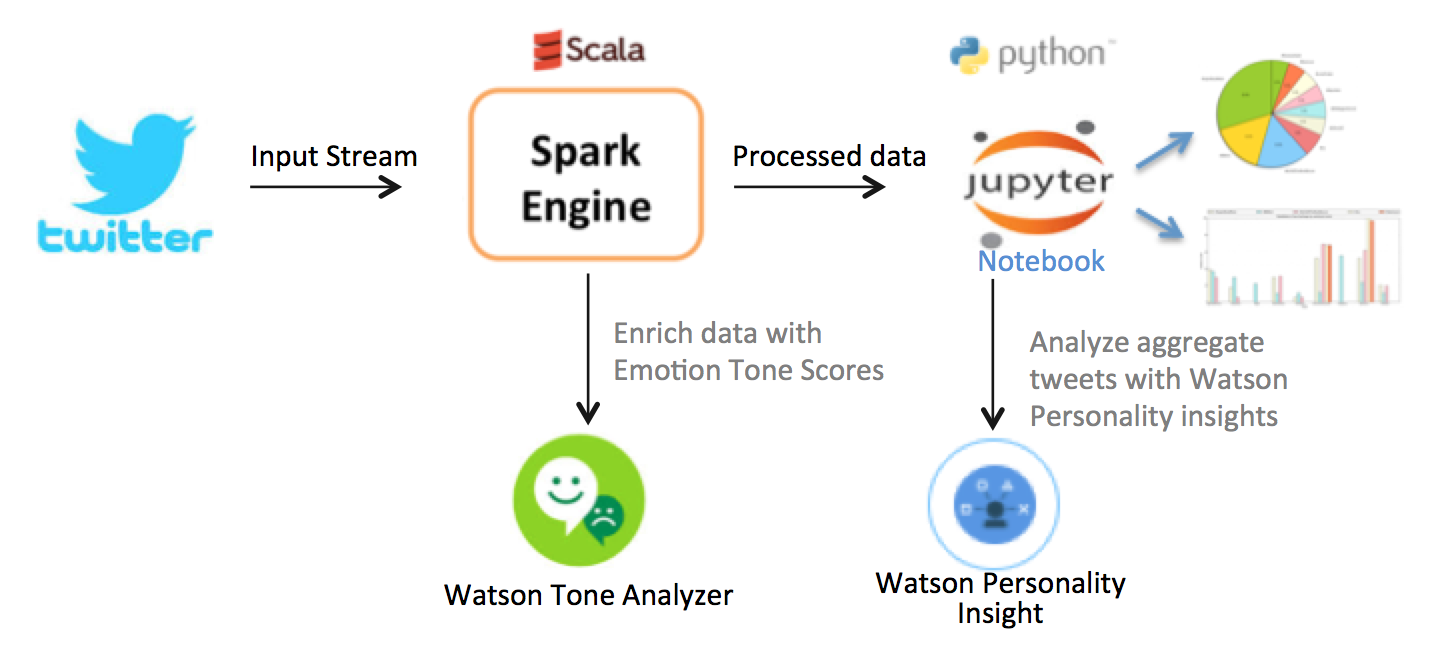 Scala
python
twitter
Input Stream
Spark
Engine
Processed data
jupyter
Notebook
Enrich data with
Emotion Tone Scores
Analyze aggregate
tweets with Watson
Personality insights
Watson Tone Analyzer
Watson Personality
Insight